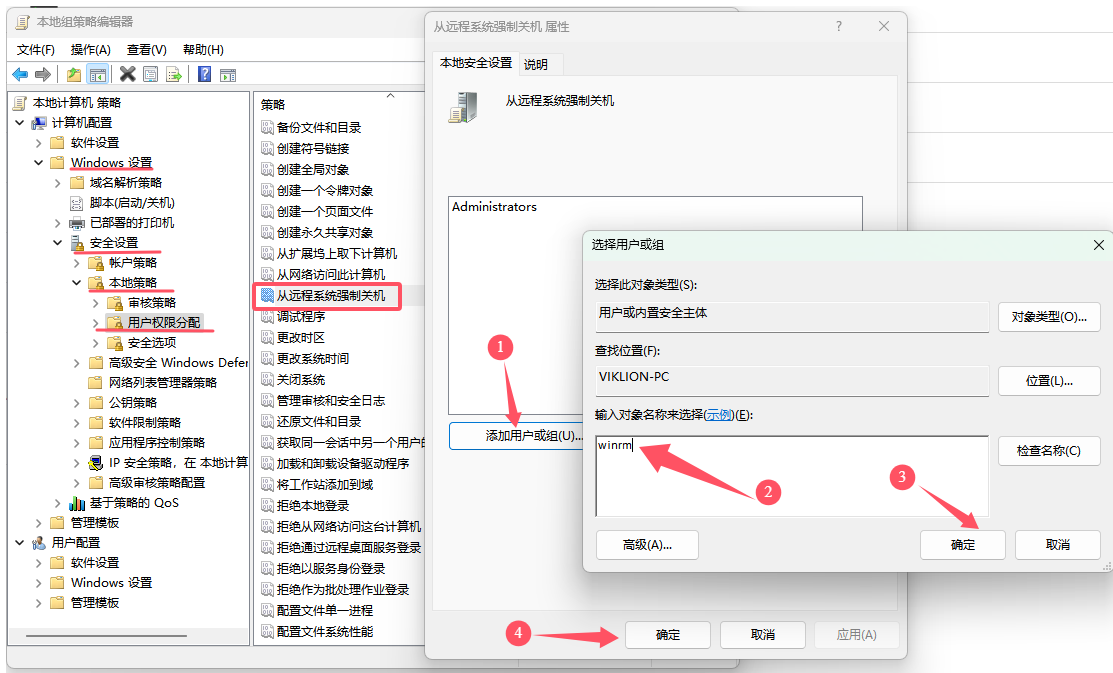 本地组策略编辑器
文件(F) 操作(A) 查看(V) 帮助(H)
本地计算机 策略
计算机配置
软件设置
Windows 设置
域名解析策略
脚本(启动/关机)
已部署的打印机
安全设置
帐户策略
本地策略
审核策略
用户权限分配
安全选项
高级安全 Windows Defer
网络列表管理器策略
公钥策略
软件限制策略
应用程序控制策略
IP 安全策略，在 本地计算
高级审核策略配置
基于策略的 QoS
管理模板
用户配置
软件设置
Windows 设置
管理模板
策略
备份文件和目录
创建符号链接
创建全局对象
创建一个令牌对象
创建一个页面文件
创建永久共享对象
从扩展坞上取下计算机
从网络访问此计算机
从远程系统强制关机
调试程序
更改时区
更改系统时间
关闭系统
管理审核和安全日志
还原文件和目录
获取同一会话中另一个用户的
加载和卸载设备驱动程序
将工作站添加到域
拒绝本地登录
拒绝从网络访问这台计算机
拒绝通过远程桌面服务登录
拒绝以服务身份登录
拒绝作为批处理作业登录
配置文件单一进程
配置文件系统性能
从远程系统强制关机 属性 ?
本地安全设置 说明
从远程系统强制关机
Administrators
1
添加用户或组(U)...
4
确定 取消 应用(A)
选择用户或组
选择此对象类型(S):
用户或内置安全主体 对象类型(O)...
查找位置(F):
VIKLION-PC 位置(L)...
输入对象名称来选择(示例)(E):
winrm 检查名称(C)
2
3
高级(A)... 确定 取消